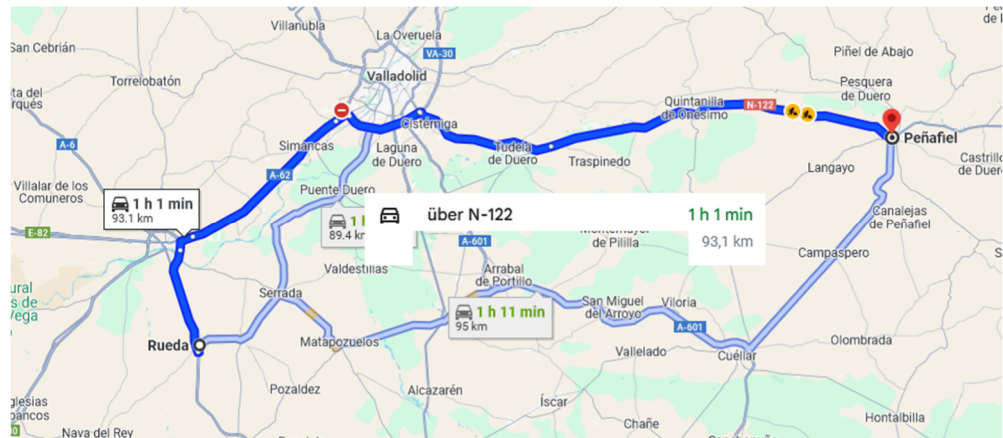 Villanubla
La Overuela
San Cebrián
VA-30
Piñel de Abajo
Valladolid
Torrelobatón
Pesquera
de Duero
Quintanilla
de Onésimo
N-122
Cistérniga
A-6
Simancas
Laguna
de Duero
Tudela
de Duero
Traspinedo
Peñafiel
Langayo
A-62
Villalar de los
Comuneros
Puente Duero
1 h 1 min
93.1 km
über N-122
1 h 1 min
93,1 km
89.4
E-82
A-601
de Pililla
Canalejas
de Peñafiel
Campaspero
Valdestillas
Arrabal
de Portillo
Serrada
San Miguel
del Arroyo
Viloria
1 h 11 min
95 km
A-601
Rueda
Matapozuelos
Vallelado
Cuéllar
Olombrada
Pozaldez
Alcazarén
Íscar
Chañe
Hontalbilla
Nava del Rey